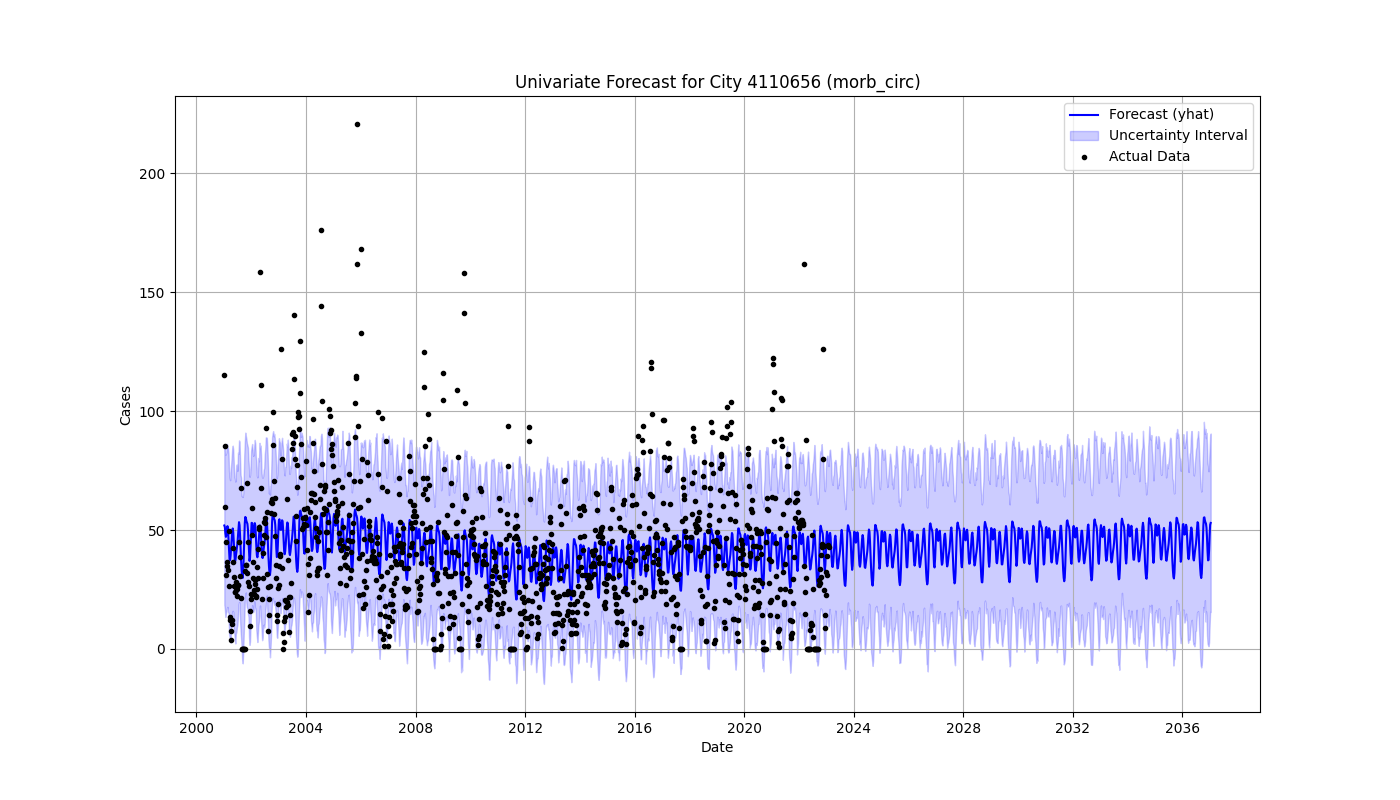 Univariate Forecast for City 4110656 (morb_circ)
Forecast (yhat)
Uncertainty Interval
Actual Data
Cases
200
150
100
50
0
2000 2004 2008 2012 2016 2020 2024 2028 2032 2036
Date